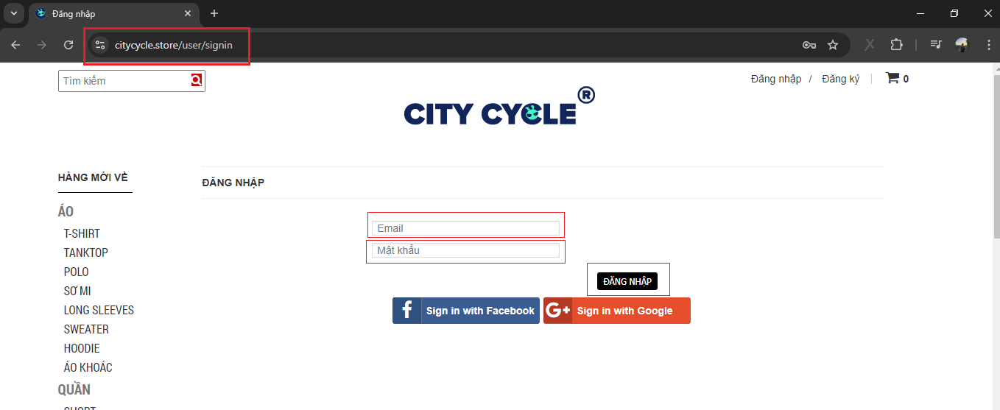 Đăng nhập
citycycle.store/user/signin
Tìm kiếm
Đăng nhập / Đăng ký
0
CITY CYCLE®
HÀNG MỚI VỀ
ĐĂNG NHẬP
ÁO
T-SHIRT
TANKTOP
POLO
SƠ MI
LONG SLEEVES
SWEATER
HOODIE
ÁO KHOÁC
QUẦN
SHORT
Email
Mật khẩu
ĐĂNG NHẬP
f Sign in with Facebook
G+ Sign in with Google